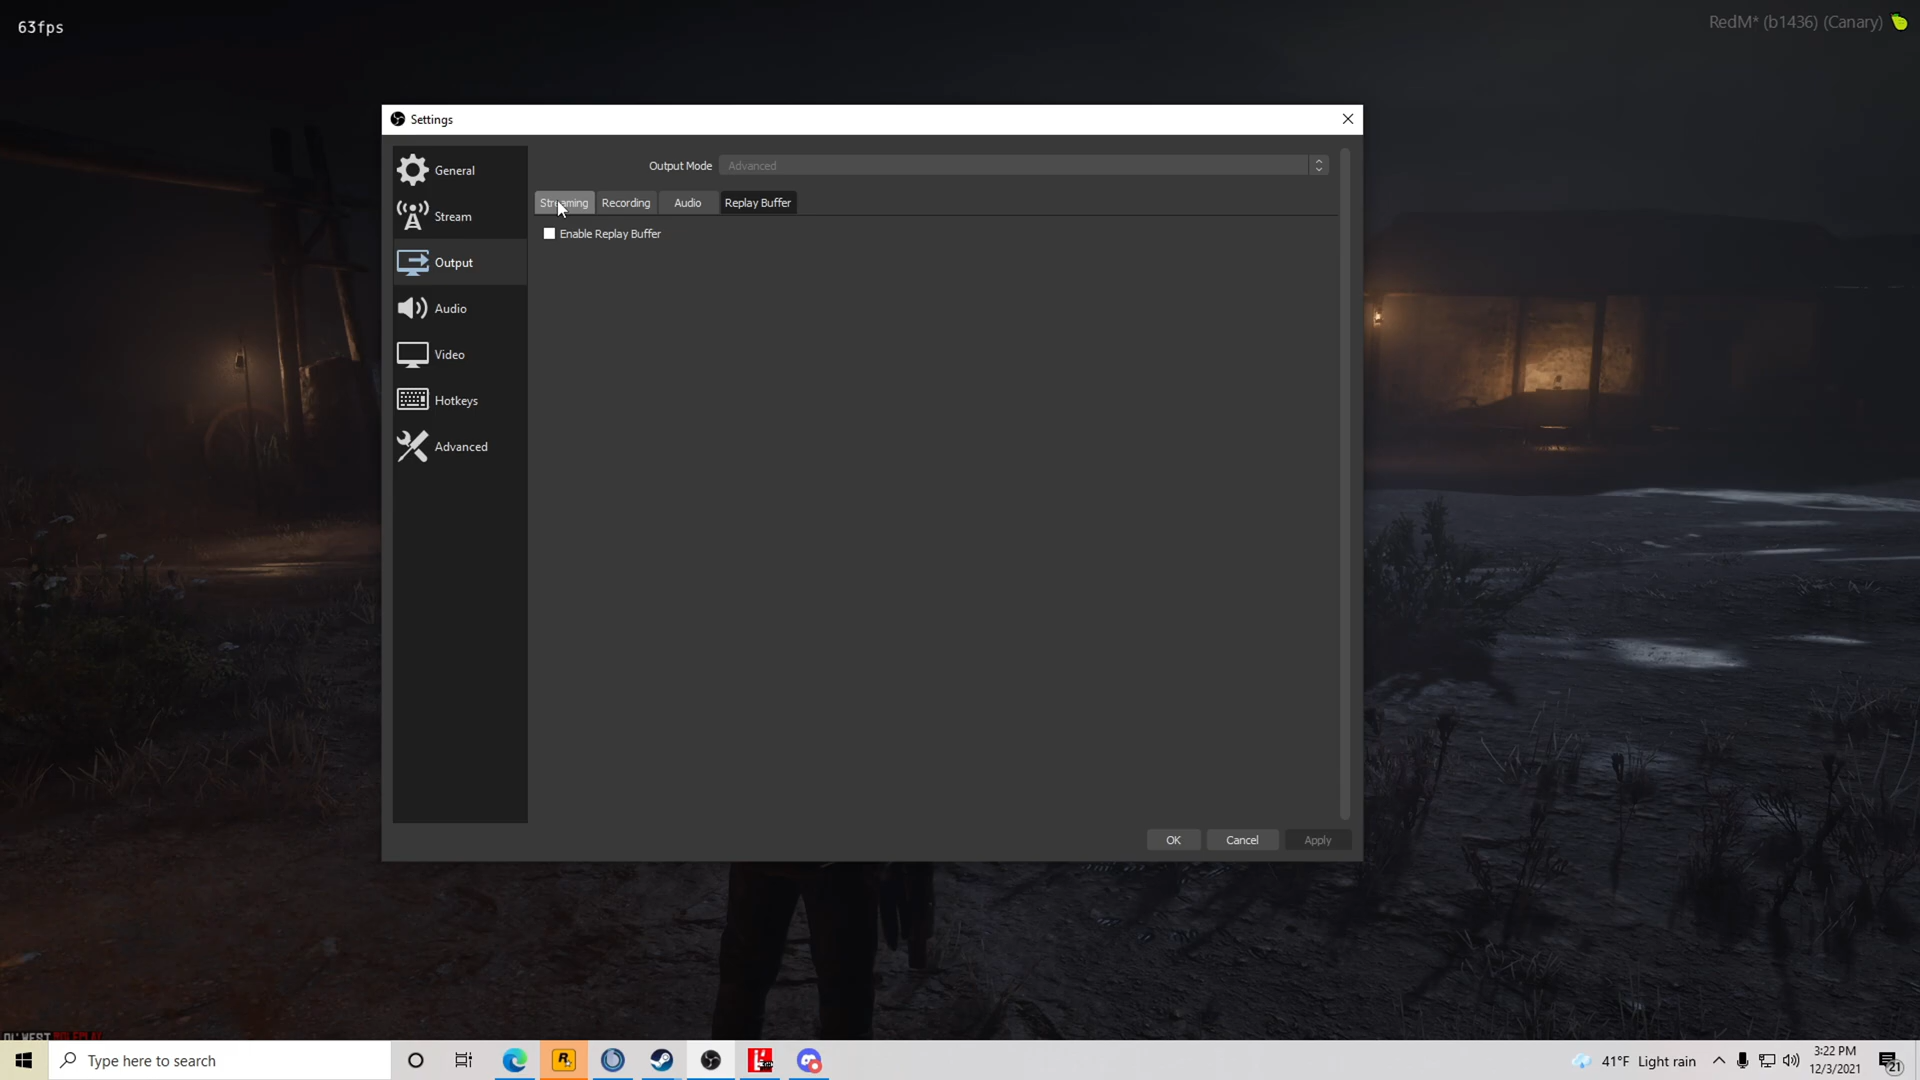 63fps
RedM* (b1436) (Canary)
Settings
General
Stream
Output
Audio
Video
Hotkeys
Advanced
Output Mode
Advanced
Streaming
Recording
Audio
Replay Buffer
Enable Replay Buffer
OK
Cancel
Apply
ROLEPLAY
Type here to search
41°F Light rain
3:22 PM
12/3/2021
21